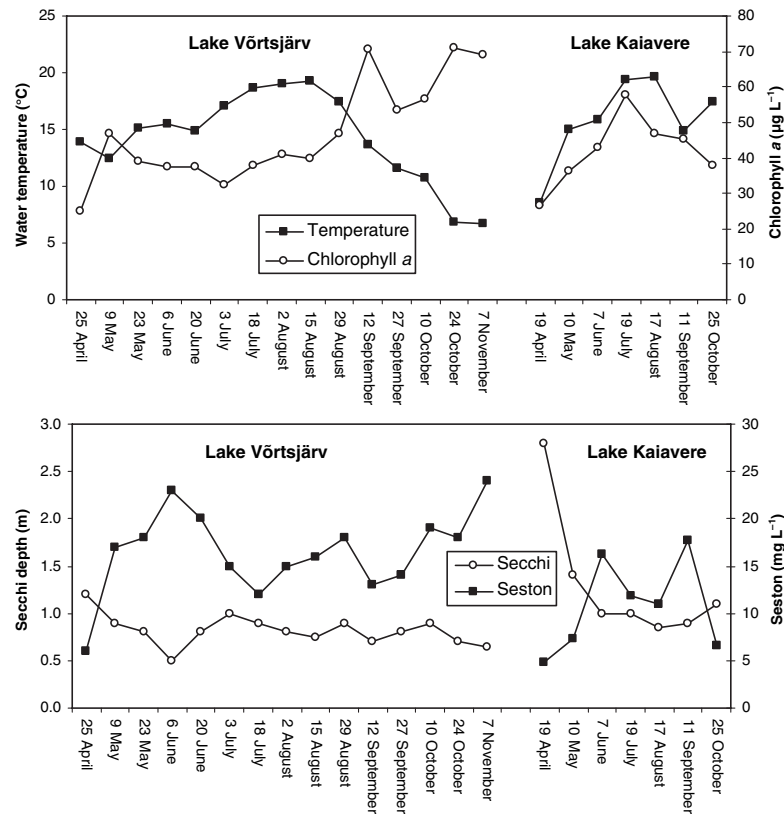 Lake Võrtsjärv
Lake Kaiavere
Water temperature (°C)
25
20
15
10
5
0
Chlorophyll a (µg L⁻¹)
80
70
60
50
40
30
20
10
0
Temperature
Chlorophyll a
25 April
9 May
23 May
6 June
20 June
3 July
18 July
2 August
15 August
29 August
12 September
27 September
10 October
24 October
7 November
19 April
10 May
7 June
19 July
17 August
11 September
25 October
Lake Võrtsjärv
Lake Kaiavere
Secchi depth (m)
3.0
2.5
2.0
1.5
1.0
0.5
0.0
Seston (mg L⁻¹)
30
25
20
15
10
5
0
Secchi
Seston
25 April
9 May
23 May
6 June
20 June
3 July
18 July
2 August
15 August
29 August
12 September
27 September
10 October
24 October
7 November
19 April
10 May
7 June
19 July
17 August
11 September
25 October